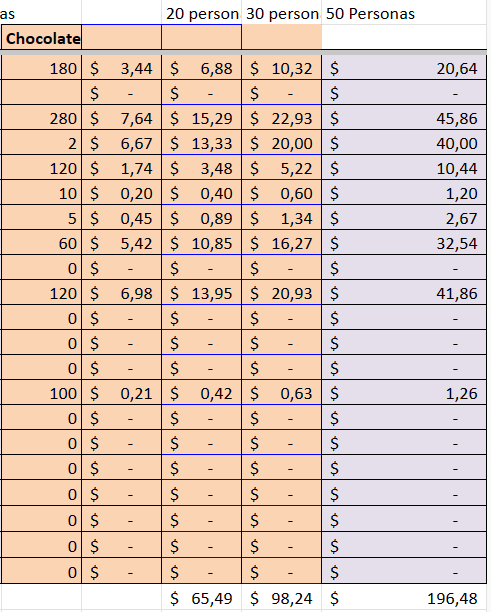 as 20 person 30 person 50 Personas
Chocolate
180 $ 3,44 $ 6,88 $ 10,32 $ 20,64
$ - $ - $ - $ -
280 $ 7,64 $ 15,29 $ 22,93 $ 45,86
2 $ 6,67 $ 13,33 $ 20,00 $ 40,00
120 $ 1,74 $ 3,48 $ 5,22 $ 10,44
10 $ 0,20 $ 0,40 $ 0,60 $ 1,20
5 $ 0,45 $ 0,89 $ 1,34 $ 2,67
60 $ 5,42 $ 10,85 $ 16,27 $ 32,54
0 $ - $ - $ - $ -
120 $ 6,98 $ 13,95 $ 20,93 $ 41,86
0 $ - $ - $ - $ -
0 $ - $ - $ - $ -
0 $ - $ - $ - $ -
100 $ 0,21 $ 0,42 $ 0,63 $ 1,26
0 $ - $ - $ - $ -
0 $ - $ - $ - $ -
0 $ - $ - $ - $ -
0 $ - $ - $ - $ -
0 $ - $ - $ - $ -
0 $ - $ - $ - $ -
0 $ - $ - $ - $ -
$ 65,49 $ 98,24 $ 196,48